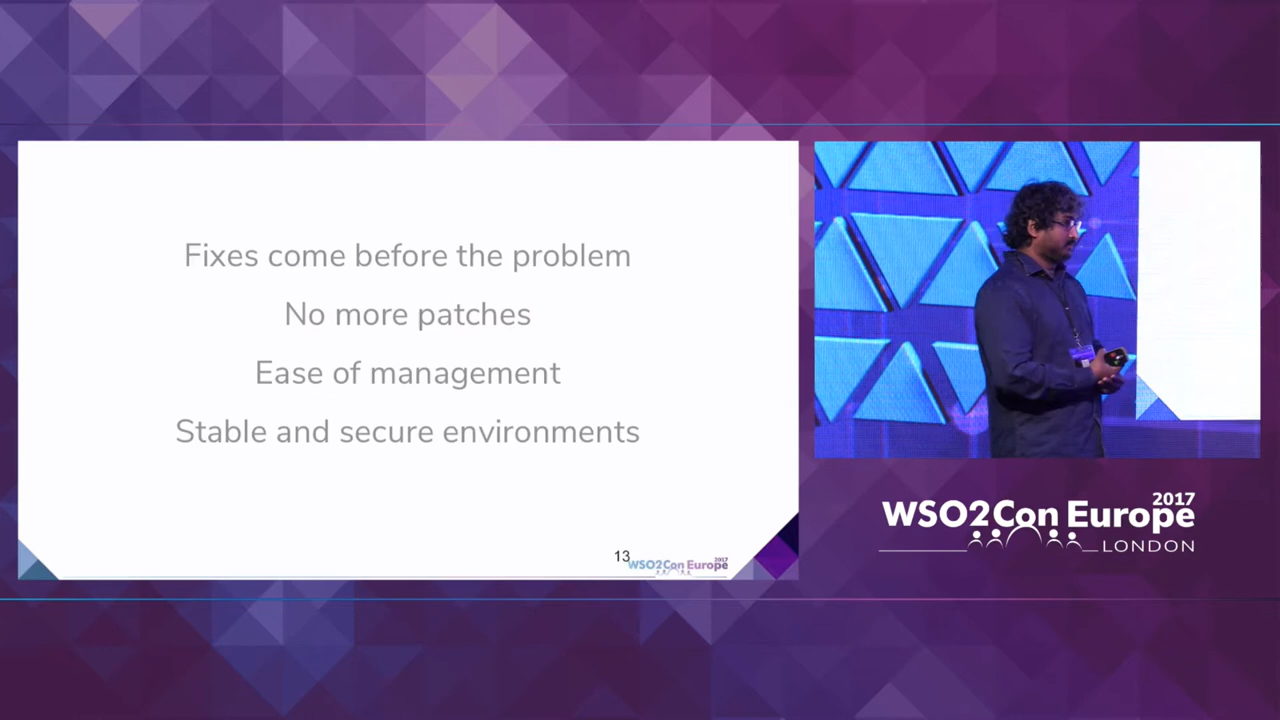 Fixes come before the problem
No more patches
Ease of management
Stable and secure environments
13
WSO2Con Europe 2017
2017
WSO2Con Europe
LONDON